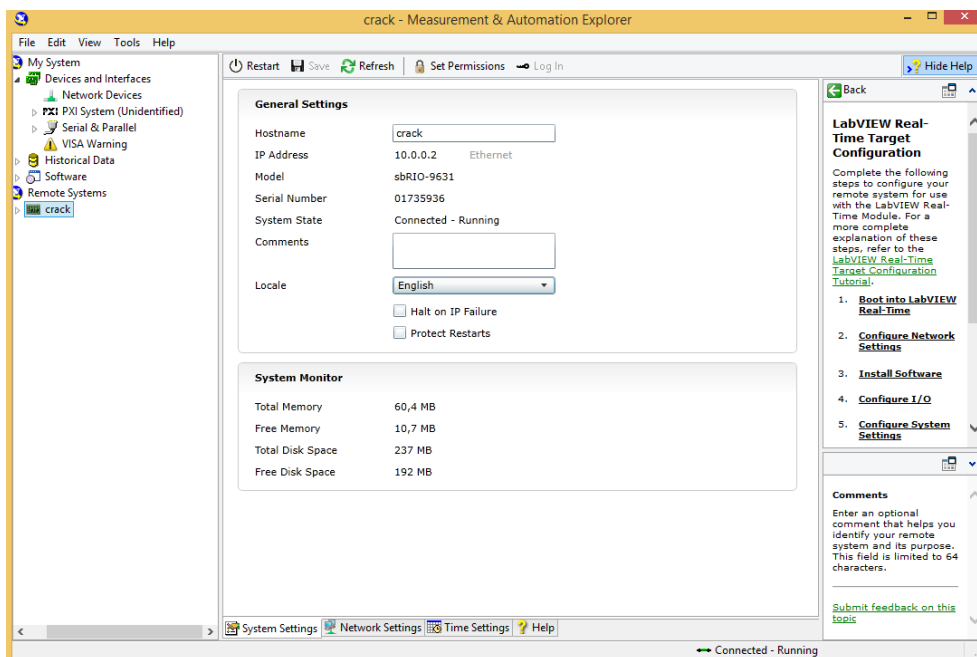 crack - Measurement & Automation Explorer
File Edit View Tools Help
My System
Devices and Interfaces
Network Devices
PXI PXI System (Unidentified)
Serial & Parallel
VISA Warning
Historical Data
Software
Remote Systems
crack
Restart Save Refresh Set Permissions Log In
Hide Help
General Settings
Hostname crack
IP Address 10.0.0.2 Ethernet
Model sbRIO-9631
Serial Number 01735936
System State Connected - Running
Comments
Locale English
Halt on IP Failure
Protect Restarts
System Monitor
Total Memory 60,4 MB
Free Memory 10,7 MB
Total Disk Space 237 MB
Free Disk Space 192 MB
Back
LabVIEW Real-
Time Target
Configuration
Complete the following
steps to configure your
remote system for use
with the LabVIEW Real-
Time Module. For a
more complete
explanation of these
steps, refer to the
LabVIEW Real-Time
Target Configuration
Tutorial.
1. Boot into LabVIEW
Real-Time
2. Configure Network
Settings
3. Install Software
4. Configure I/O
5. Configure System
Settings
Comments
Enter an optional
comment that helps you
identify your remote
system and its purpose.
This field is limited to 64
characters.
Submit feedback on this
topic
System Settings Network Settings Time Settings Help
Connected - Running